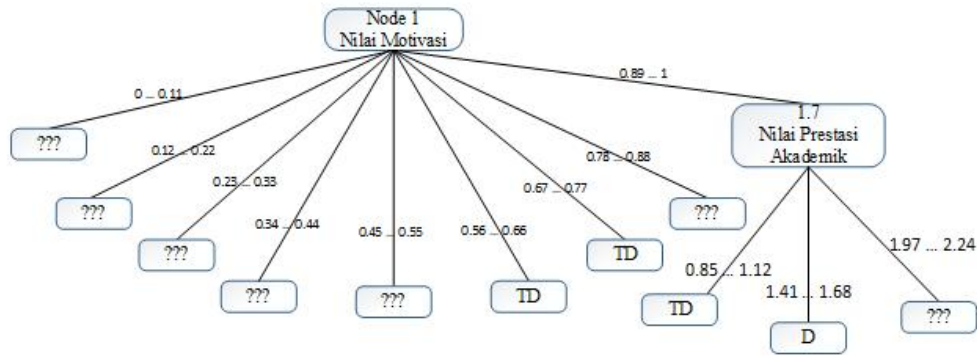 Node 1
Nilai Motivasi
0 ... 0.11
0.89 ... 1
1.7
Nilai Prestasi
Akademik
???
0.12 ... 0.22
0.78 ... 0.88
0.23 ... 0.33
0.67 ... 0.77
0.34 ... 0.44
0.45 ... 0.55
0.56 ... 0.66
???
???
???
TD
1.97 ... 2.24
0.85 ... 1.12
1.41 ... 1.68
???
???
TD
TD
???
D